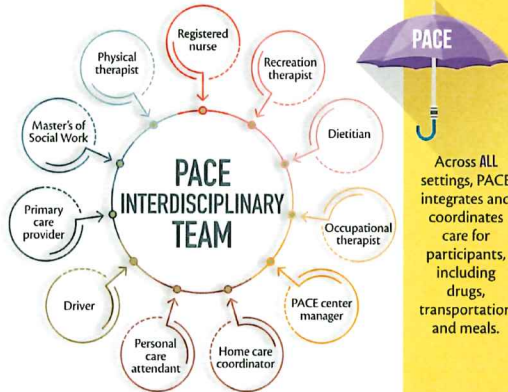 Registered
nurse
Recreation
therapist
Dietitian
Occupational
therapist
PACE center
manager
Home care
coordinator
Personal
care
attendant
Driver
Primary
care
provider
Master's of
Social Work
Physical
therapist
PACE
INTERDISCIPLINARY
TEAM
PACE
Across ALL
settings, PACE
integrates and
coordinates
care for
participants,
including
drugs,
transportation
and meals.